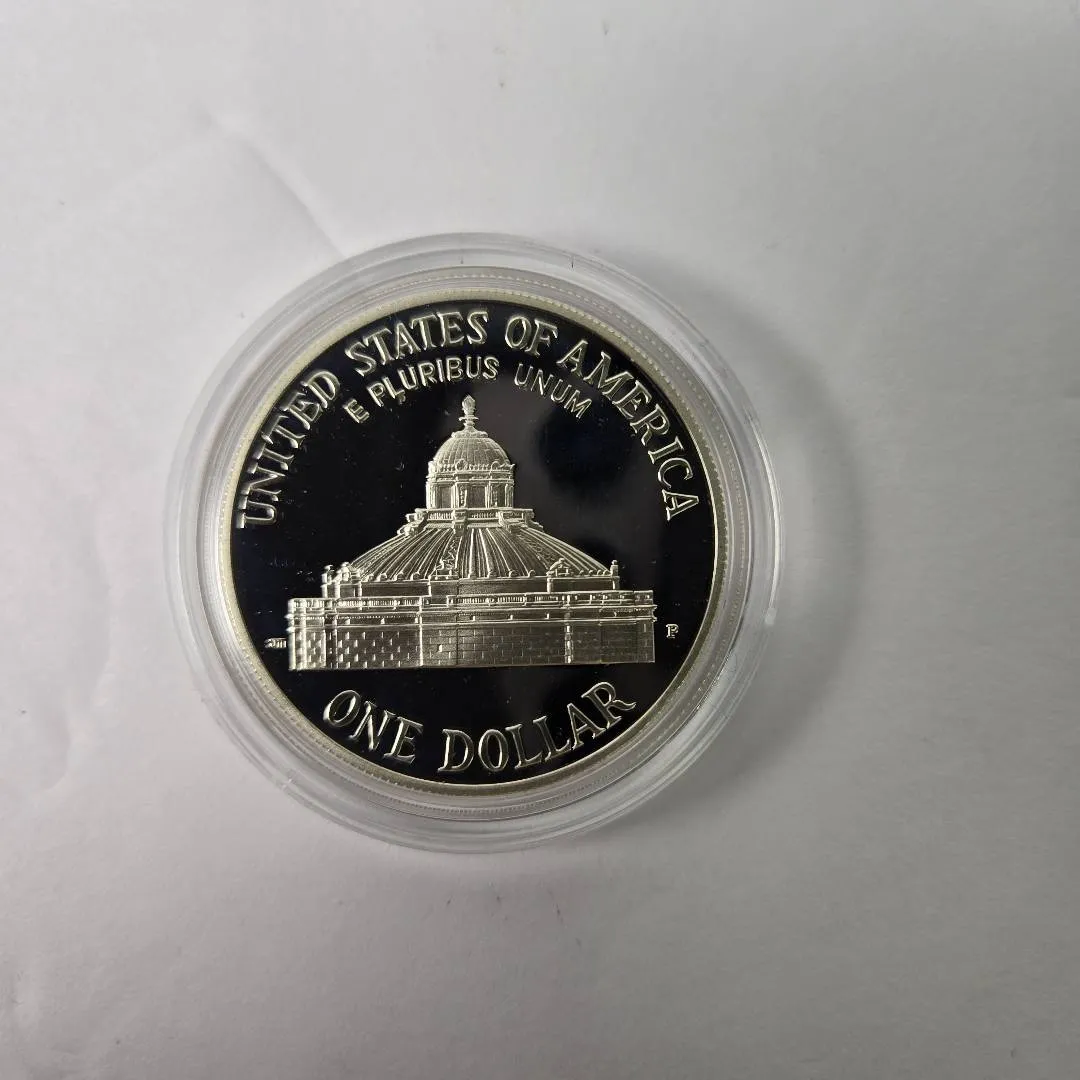 UNITED STATES OF AMERICA
E PLURIBUS UNUM
P
ONE DOLLAR